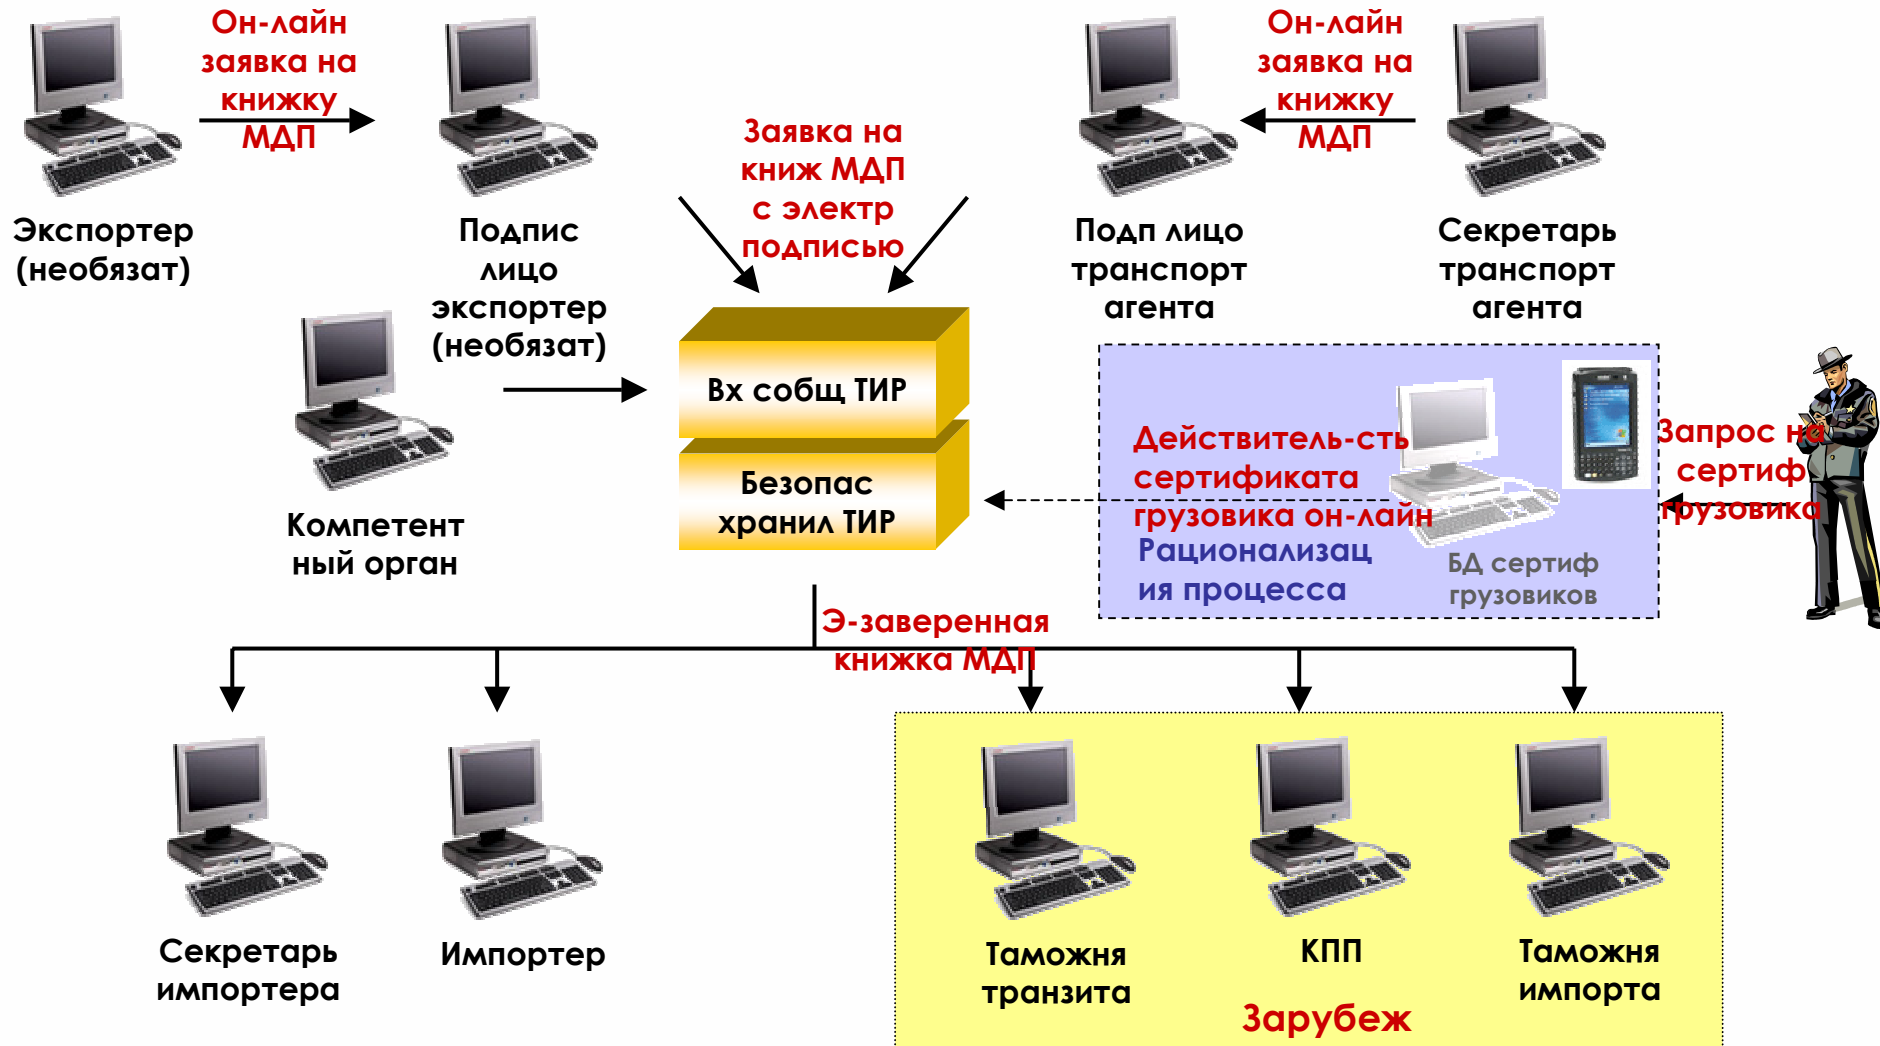 Он-лайн
заявка на
книжку
МДП
Он-лайн
заявка на
книжку
МДП
Заявка на
книж МДП
с электр
подписью
Экспортер
(необязат)
Подпис
лицо
экспортер
(необязат)
Подп лицо
транспорт
агента
Секретарь
транспорт
агента
Компетент
ный орган
Вх собщ ТИР
Безопас
хранил ТИР
Действитель-сть
сертификата
грузовика он-лайн
Рационализац
ия процесса
БД сертиф
грузовиков
Запрос на
сертиф
грузовика
Э-заверенная
книжка МДП
Секретарь
импортера
Импортер
Таможня
транзита
КПП
Таможня
импорта
Зарубеж